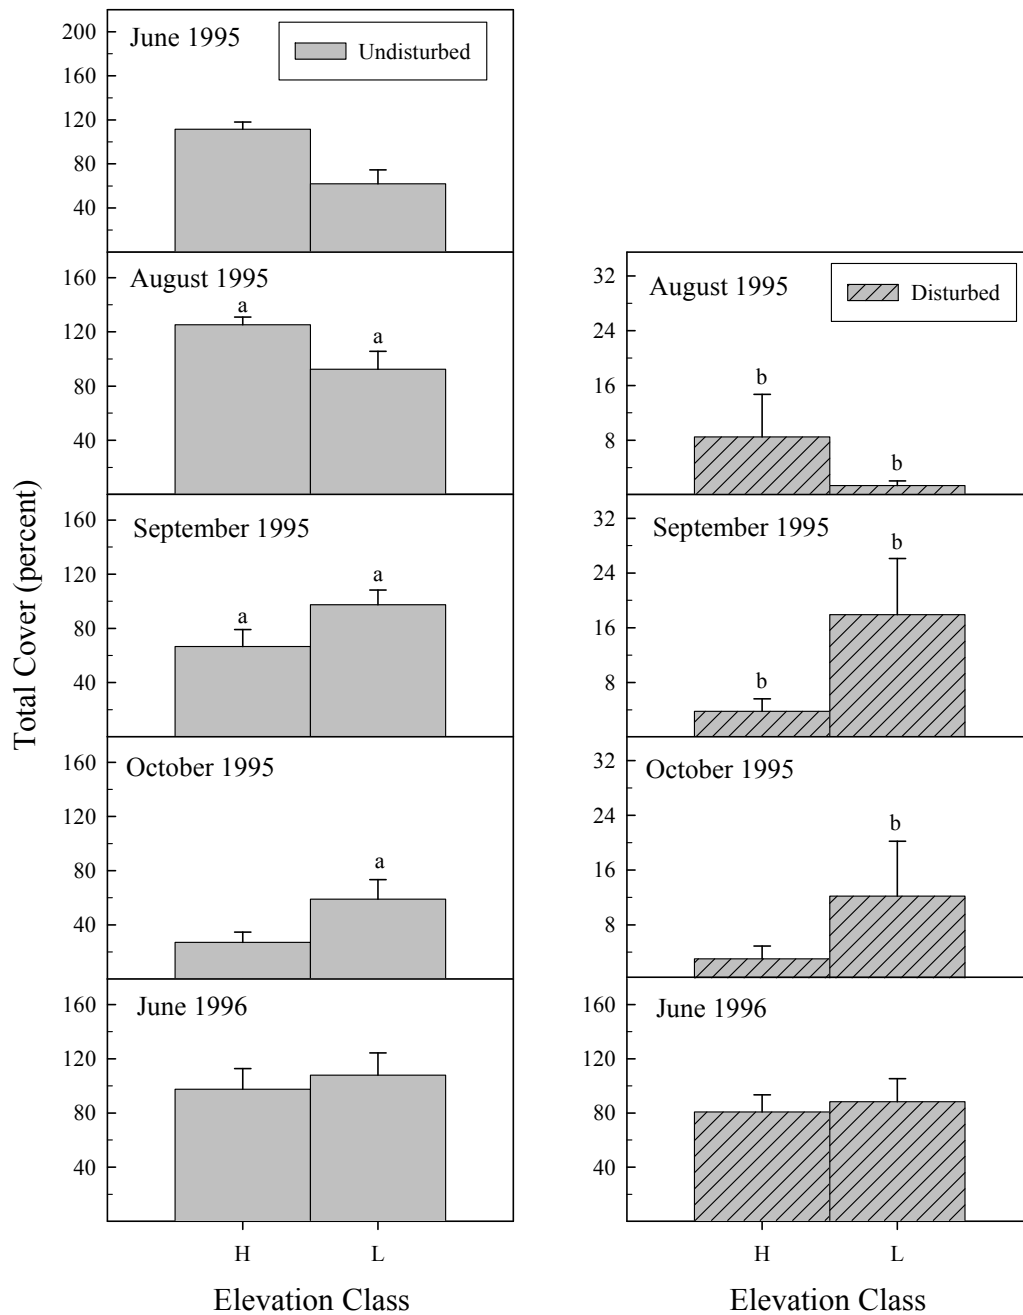 Total Cover (percent)
June 1995
Undisturbed
200
160
120
80
40
August 1995
160
120
80
40
a
a
September 1995
160
120
80
40
a
a
October 1995
160
120
80
40
a
June 1996
160
120
80
40
H L
Elevation Class
August 1995
Disturbed
32
24
16
8
b
b
September 1995
32
24
16
8
b
b
October 1995
32
24
16
8
b
June 1996
160
120
80
40
H L
Elevation Class